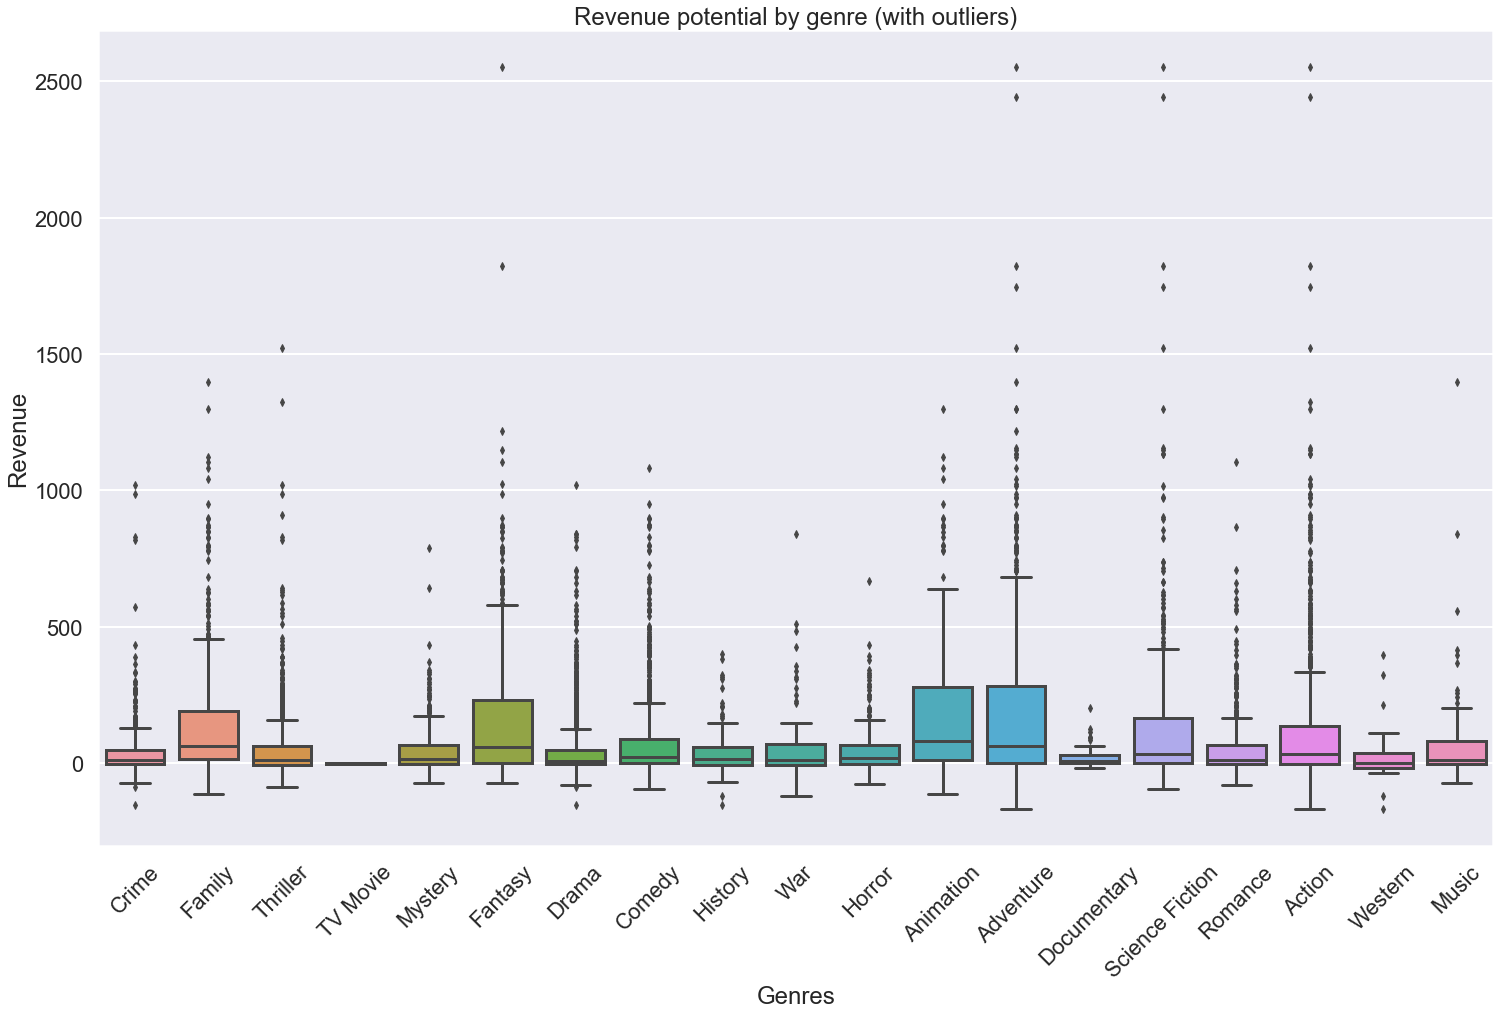 Revenue potential by genre (with outliers)
2500
2000
1500
1000
500
0
Revenue
Crime
Family
Thriller
TV Movie
Mystery
Fantasy
Drama
Comedy
History
War
Horror
Animation
Adventure
Documentary
Science Fiction
Romance
Action
Western
Music
Genres